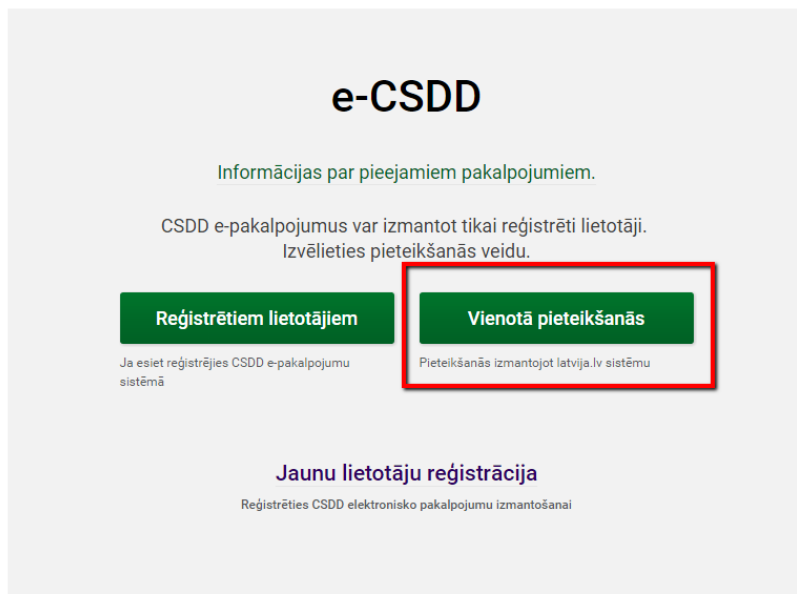 e-CSDD
Informācijas par pieejamiem pakalpojumiem.
CSDD e-pakalpojumus var izmantot tikai reģistrēti lietotāji.
Izvēlieties pieteikšanās veidu.
Reģistrētiem lietotājiem
Ja esiet reģistrējies CSDD e-pakalpojumu
sistēmā
Vienotā pieteikšanās
Pieteikšanās izmantojot latvija.lv sistēmu
Jaunu lietotāju reģistrācija
Reģistrēties CSDD elektronisko pakalpojumu izmantošanai